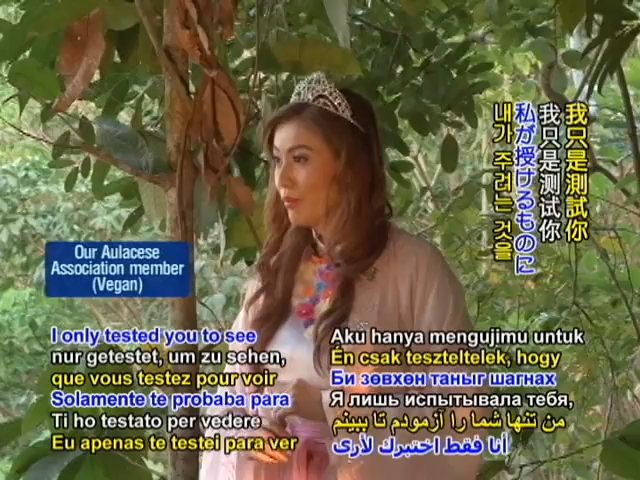 我只是測試你
我只是测试你
私が授けるものに
내가 주려는 것을
Our Aulacese
Association member
(Vegan)
I only tested you to see
nur getestet, um zu sehen,
que vous testez pour voir
Solamente te probaba para
Ti ho testato per vedere
Eu apenas te testei para ver
Aku hanya mengujimu untuk
Én csak teszteltelek, hogy
Би зөвхөн таныг шагнах
Я лишь испытывала тебя,
من تنها شما را آزمودم تا ببینم
أنا فقط اختبرك لأرى